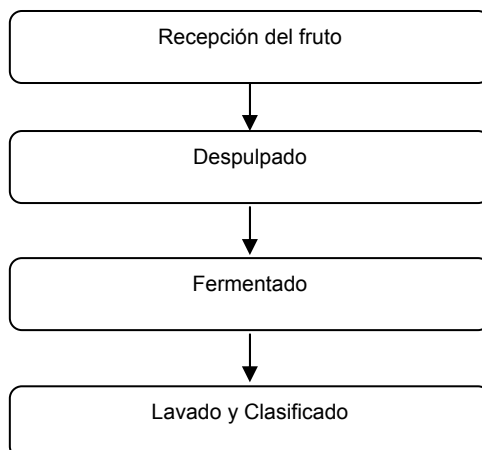 Recepción del fruto
Despulpado
Fermentado
Lavado y Clasificado